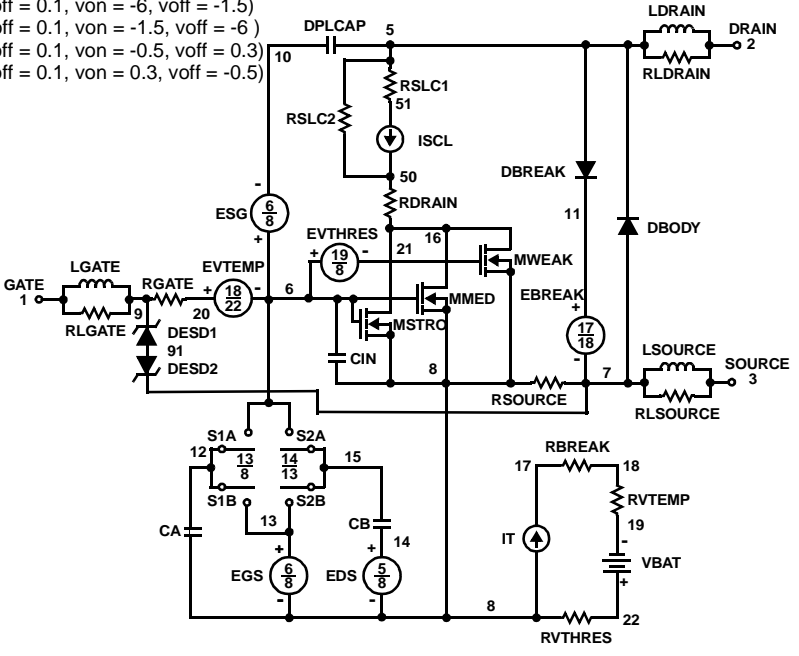 off = 0.1, von = -6, voff = -1.5)
off = 0.1, von = -1.5, voff = -6 )
off = 0.1, von = -0.5, voff = 0.3)
off = 0.1, von = 0.3, voff = -0.5)
DPLCAP
5
10
LDRAIN
DRAIN
2
RLDRAIN
RSLC1
51
RSLC2
ISCL
50
RDRAIN
DBREAK
11
DBODY
ESG
6
8
-
+
EVTHRES
+
19
8
-
21
16
MWEAK
GATE
1
LGATE
RLGATE
RGATE
9
20
EVTEMP
+
18
22
-
6
MMED
MSTRO
EBREAK
+
17
18
-
DESD1
91
DESD2
CIN
8
RSOURCE
7
LSOURCE
SOURCE
3
RLSOURCE
S1A
S2A
12
13
8
14
13
15
S1B
S2B
13
CA
CB
14
+
EGS
6
8
-
+
EDS
5
8
-
8
RBREAK
17
18
RVTEMP
19
IT
-
VBAT
+
22
RVTHRES